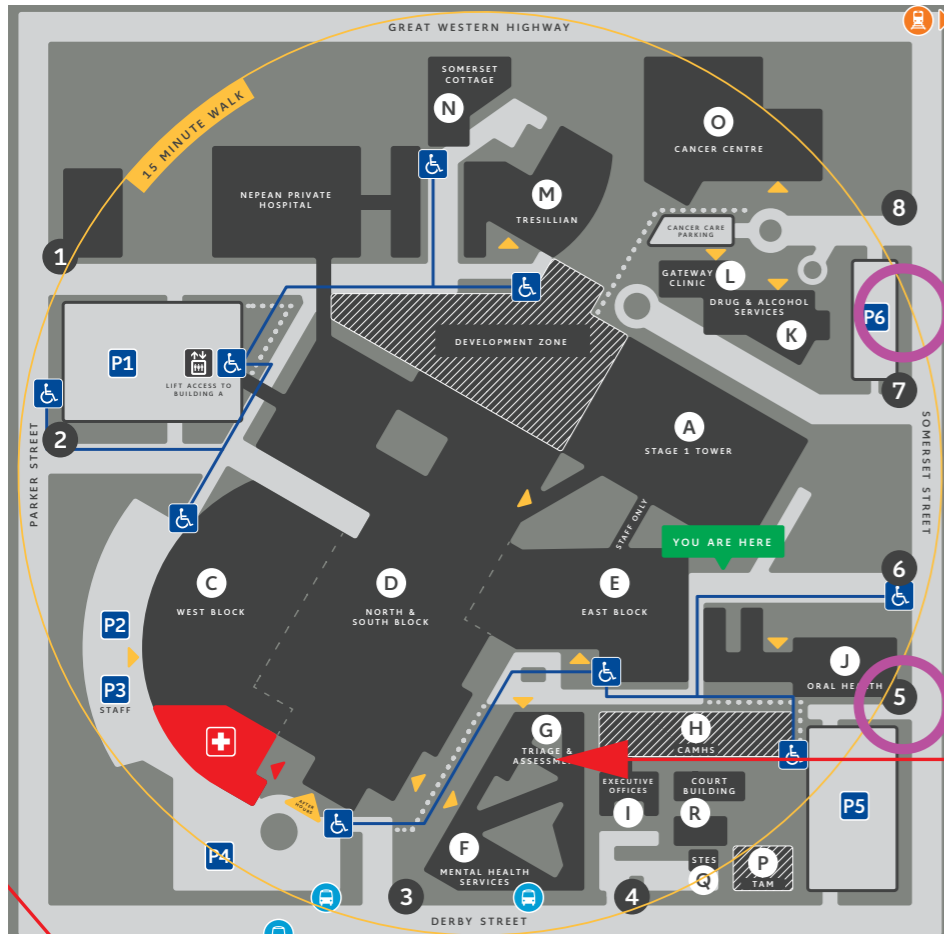 GREAT WESTERN HIGHWAY
15 MINUTE WALK
SOMERSET
COTTAGE
N
O
CANCER CENTRE
NEPEAN PRIVATE
HOSPITAL
M
TRESILLIAN
1
8
CANCER CARE
PARKING
GATEWAY
CLINIC
L
DRUG & ALCOHOL
SERVICES
K
P6
P1
LIFT ACCESS TO
BUILDING A
DEVELOPMENT ZONE
7
2
A
STAGE 1 TOWER
PARKER STREET
SOMERSET STREET
STAFF ONLY
YOU ARE HERE
6
C
WEST BLOCK
D
NORTH &
SOUTH BLOCK
E
EAST BLOCK
P2
P3
STAFF
J
ORAL HEALTH
5
G
TRIAGE &
H
CAMHS
AFTER
HOURS
EXECUTIVE
OFFICES
I
COURT
BUILDING
R
P5
P4
F
MENTAL HEALTH
SERVICES
STES
Q
P
TAM
3
4
DERBY STREET